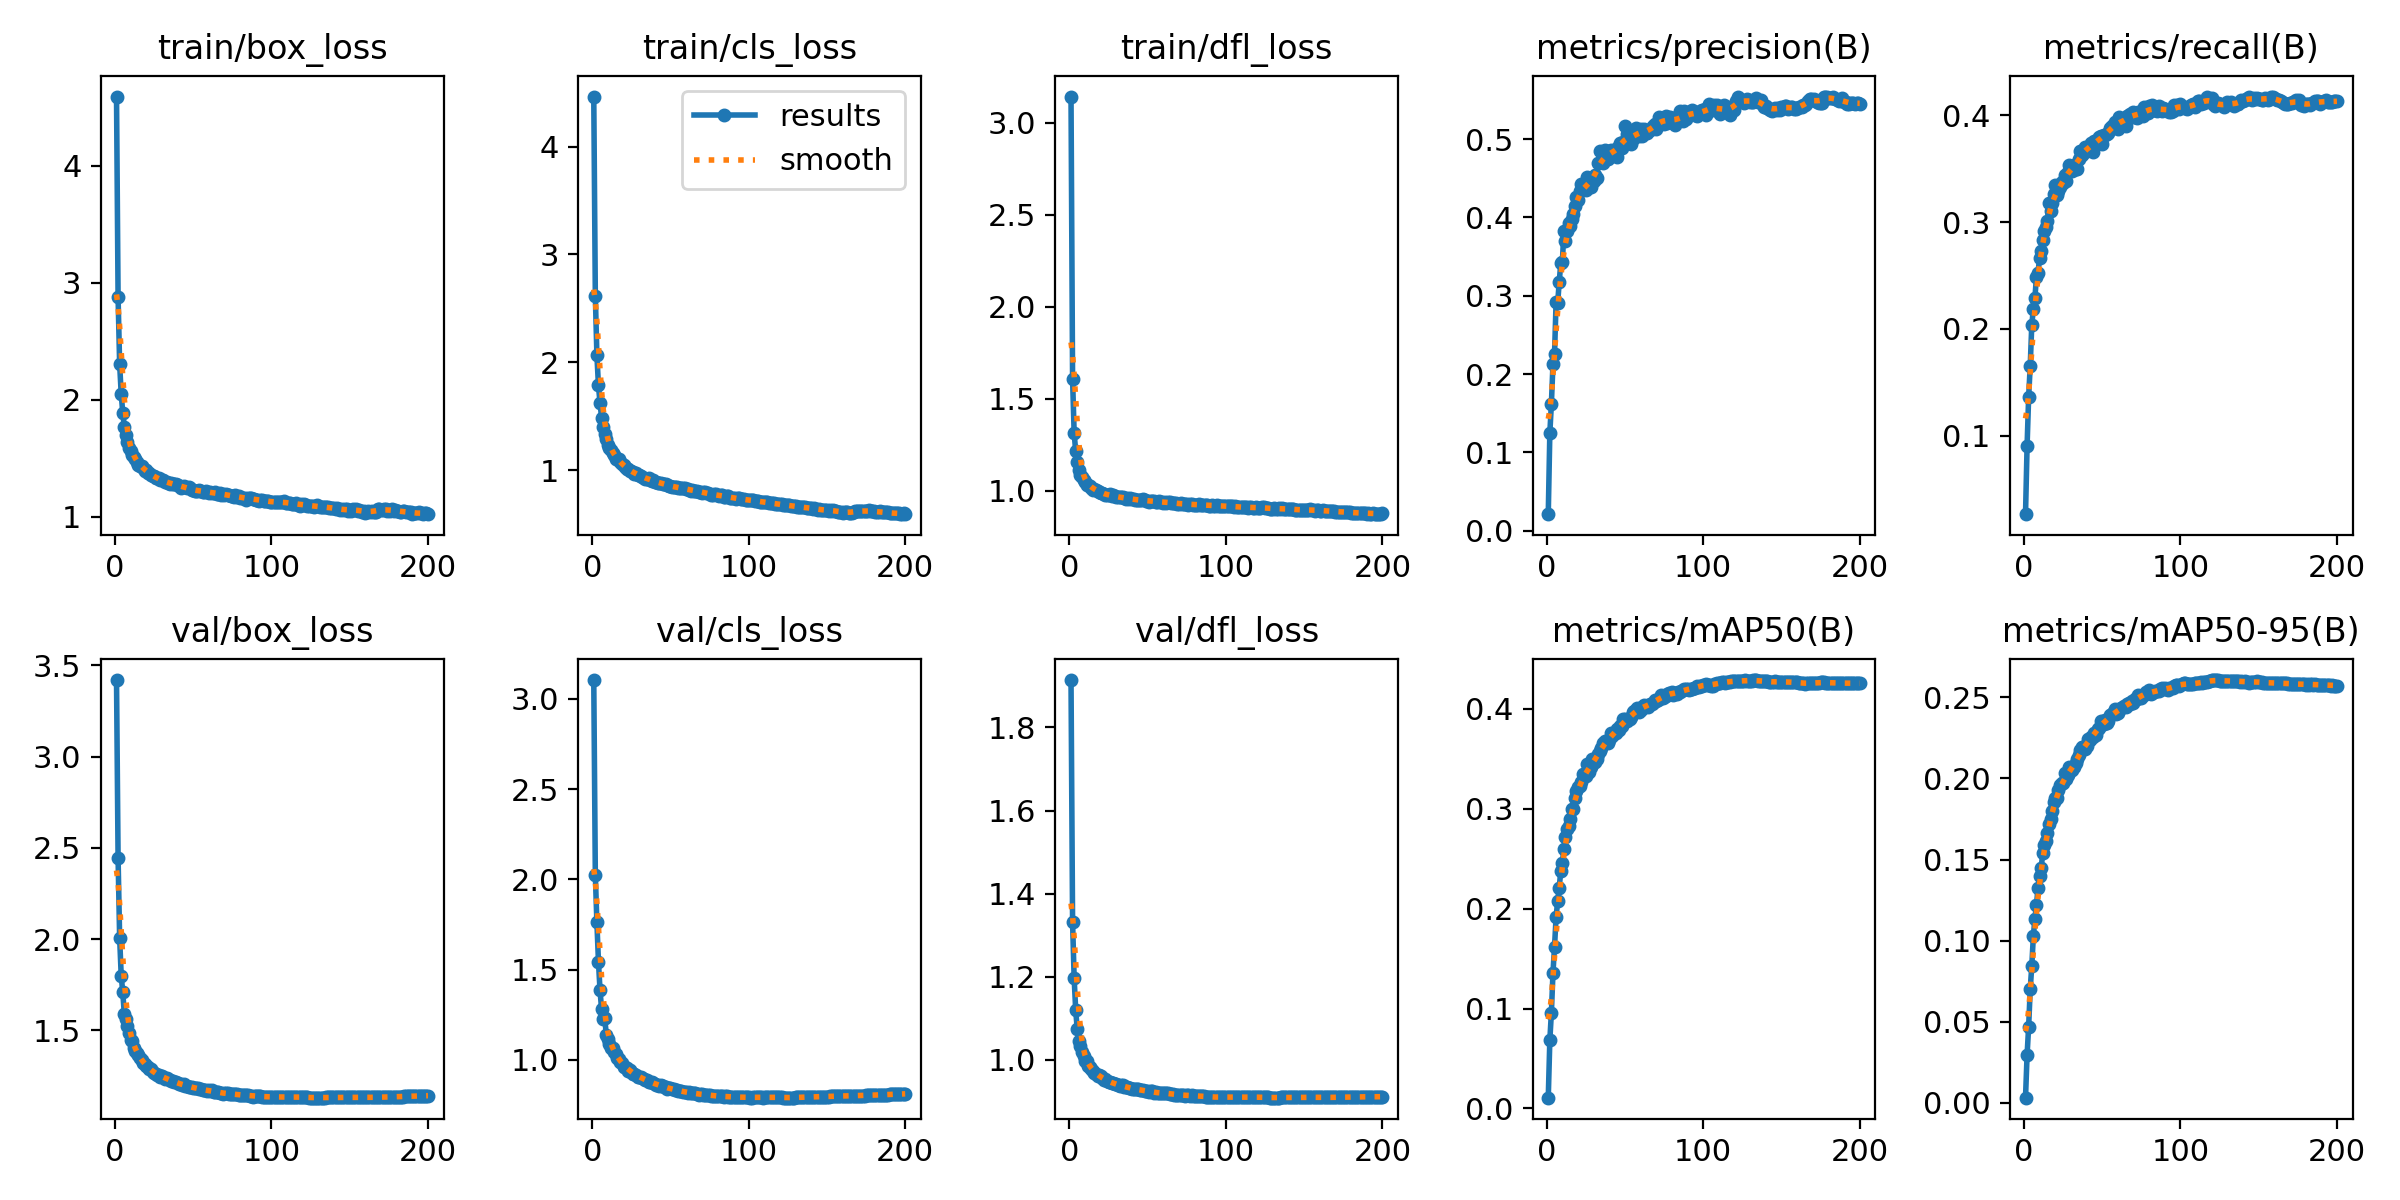 train/box_loss
4
3
2
1
0 100 200
train/cls_loss
results
smooth
4
3
2
1
0 100 200
train/dfl_loss
3.0
2.5
2.0
1.5
1.0
0 100 200
metrics/precision(B)
0.5
0.4
0.3
0.2
0.1
0.0
0 100 200
metrics/recall(B)
0.4
0.3
0.2
0.1
0 100 200
val/box_loss
3.5
3.0
2.5
2.0
1.5
0 100 200
val/cls_loss
3.0
2.5
2.0
1.5
1.0
0 100 200
val/dfl_loss
1.8
1.6
1.4
1.2
1.0
0 100 200
metrics/mAP50(B)
0.4
0.3
0.2
0.1
0.0
0 100 200
metrics/mAP50-95(B)
0.25
0.20
0.15
0.10
0.05
0.00
0 100 200